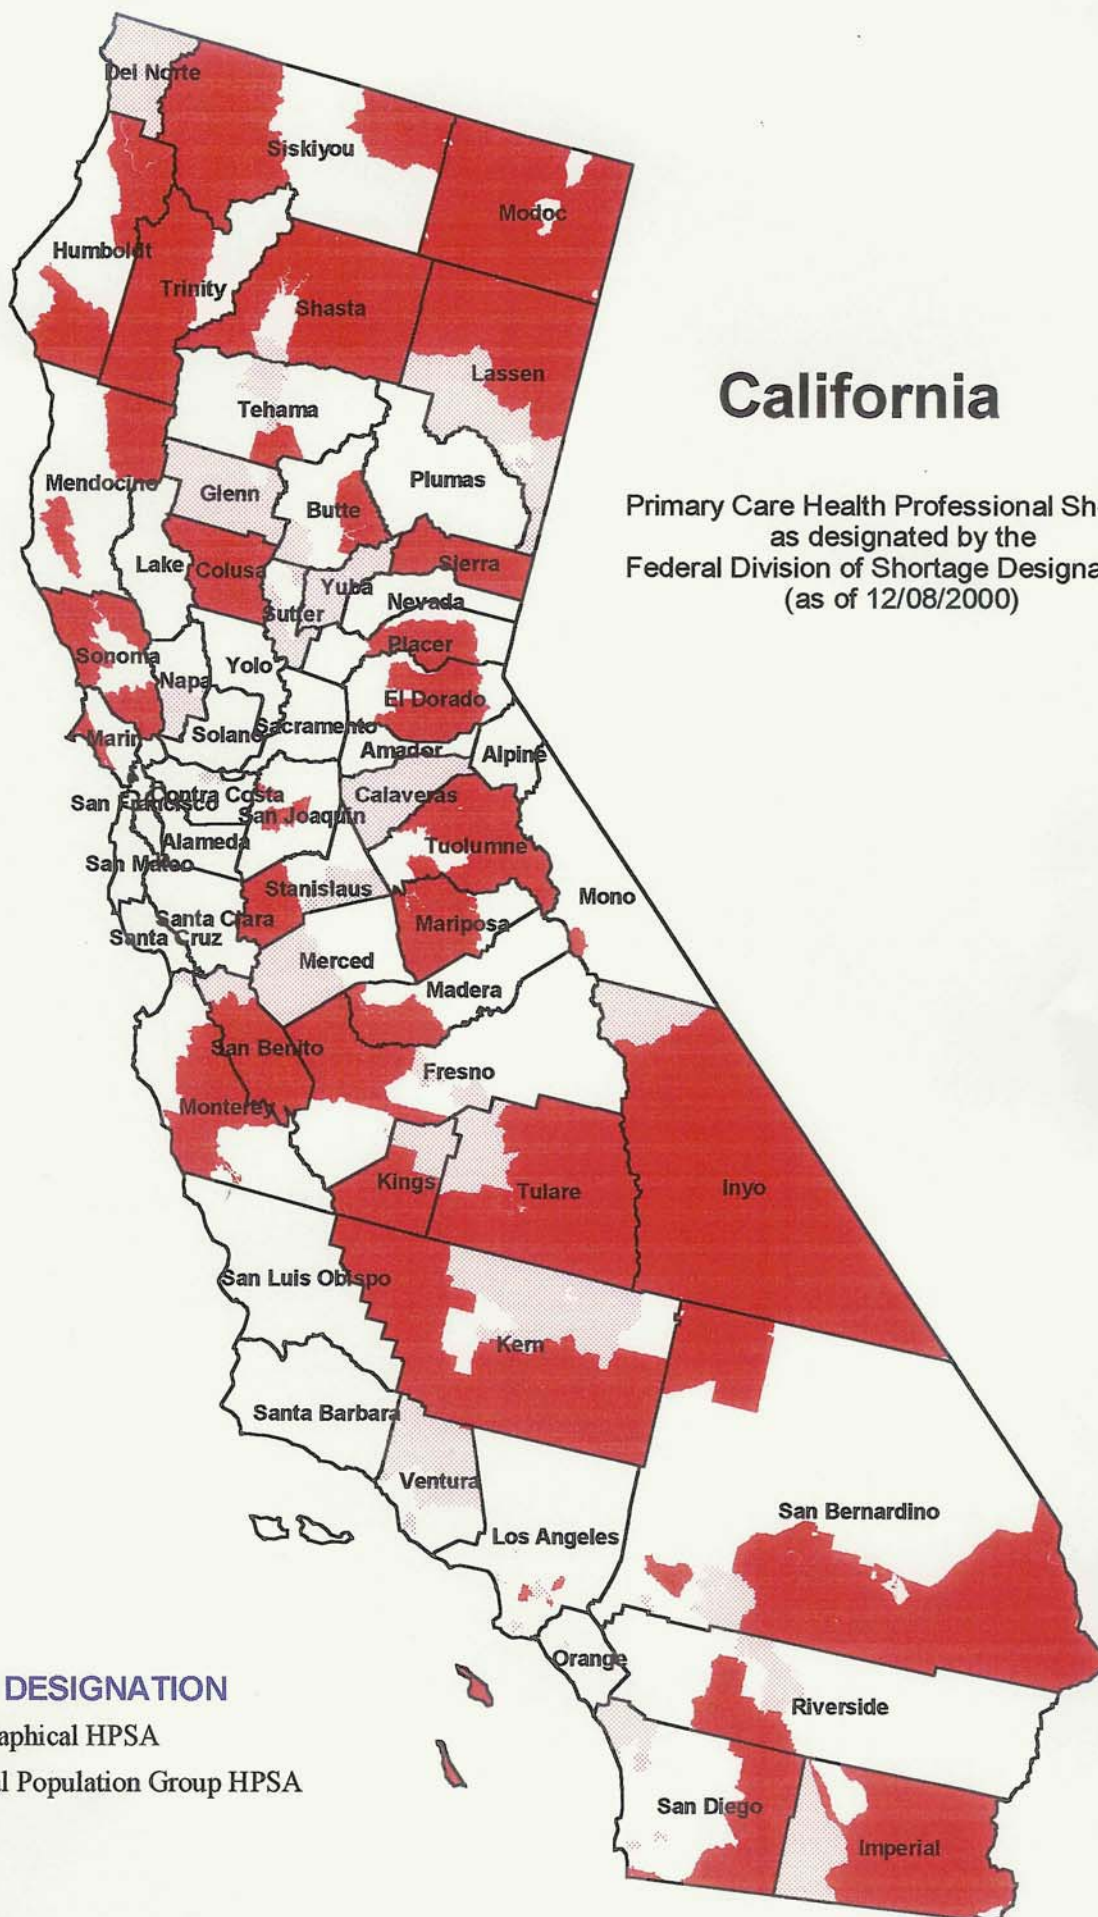 Del Norte
Siskiyou
Modoc
Humboldt
Trinity
Shasta
Lassen
California
Tehama
Plumas
Mendocino
Glenn
Butte
Primary Care Health Professional Sh
as designated by the
Federal Division of Shortage Designa
(as of 12/08/2000)
Lake
Colusa
Sierra
Yuba
Nevada
Sutter
Placer
Sonoma
Yolo
Napa
El Dorado
Solano
Sacramento
Marin
Amador
Alpine
Contra Costa
Calaveras
San Francisco
San Joaquin
Alameda
Tuolumne
San Mateo
Stanislaus
Mono
Santa Clara
Mariposa
Santa Cruz
Merced
Madera
San Benito
Fresno
Monterey
Kings
Tulare
Inyo
San Luis Obispo
Kern
Santa Barbara
Ventura
San Bernardino
Los Angeles
Orange
DESIGNATION
Riverside
aphical HPSA
l Population Group HPSA
San Diego
Imperial